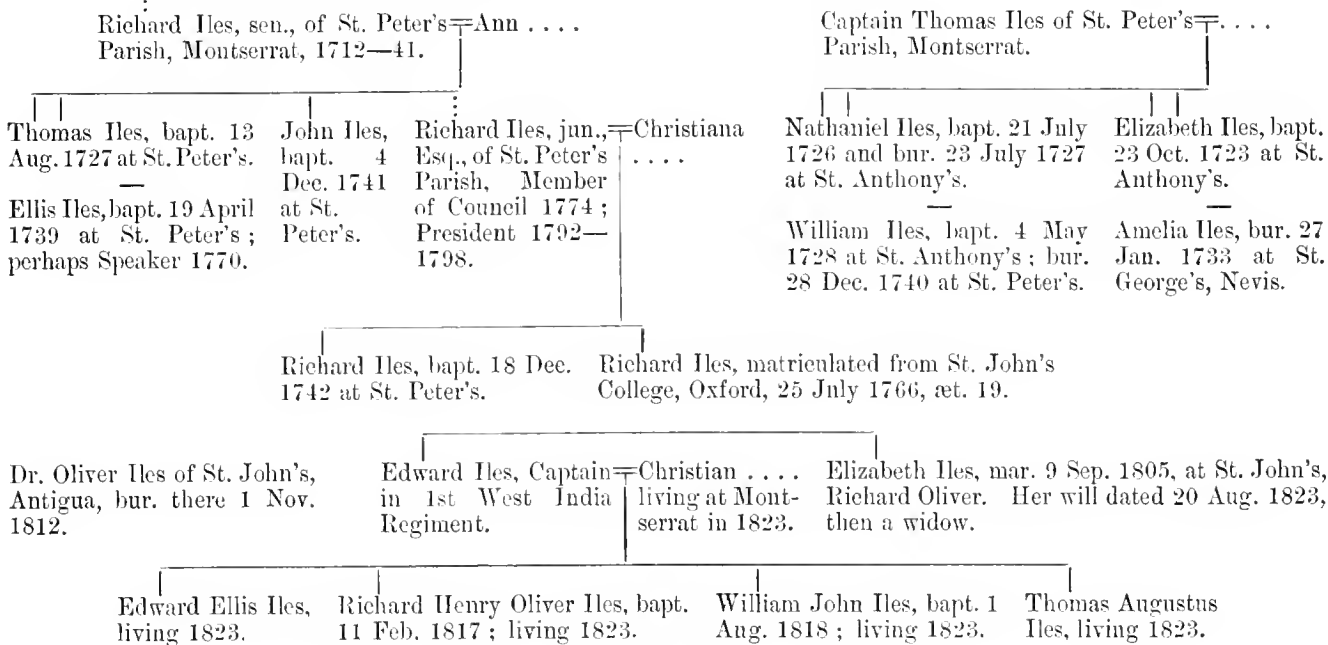 Richard Iles, sen., of St. Peter's╤Ann . . . .
Parish, Montserrat, 1712—41.
Captain Thomas Iles of St. Peter's╤. . . .
Parish, Montserrat.
Thomas Iles, bapt. 13
Aug. 1727 at St. Peter's.
—
Ellis Iles, bapt. 19 April
1739 at St. Peter's ;
perhaps Speaker 1770.
John Iles,
bapt. 4
Dec. 1741
at St.
Peter's.
Richard Iles, jun.,╤Christiana
Esq., of St. Peter's . . . .
Parish, Member
of Council 1774 ;
President 1792—
1798.
Nathaniel Iles, bapt. 21 July
1726 and bur. 23 July 1727
at St. Anthony's.
—
William Iles, bapt. 4 May
1728 at St. Anthony's ; bur.
28 Dec. 1740 at St. Peter's.
Elizabeth Iles, bapt.
23 Oct. 1723 at St.
Anthony's.
—
Amelia Iles, bur. 27
Jan. 1733 at St.
George's, Nevis.
Richard Iles, bapt. 18 Dec.
1742 at St. Peter's.
Richard Iles, matriculated from St. John's
College, Oxford, 25 July 1766, æt. 19.
Dr. Oliver Iles of St. John's,
Antigua, bur. there 1 Nov.
1812.
Edward Iles, Captain╤Christian . . . .
in 1st West India living at Mont-
Regiment. serrat in 1823.
Elizabeth Iles, mar. 9 Sep. 1805, at St. John's,
Richard Oliver. Her will dated 20 Aug. 1823,
then a widow.
Edward Ellis Iles,
living 1823.
Richard Henry Oliver Iles, bapt.
11 Feb. 1817 ; living 1823.
William John Iles, bapt. 1
Aug. 1818 ; living 1823.
Thomas Augustus
Iles, living 1823.